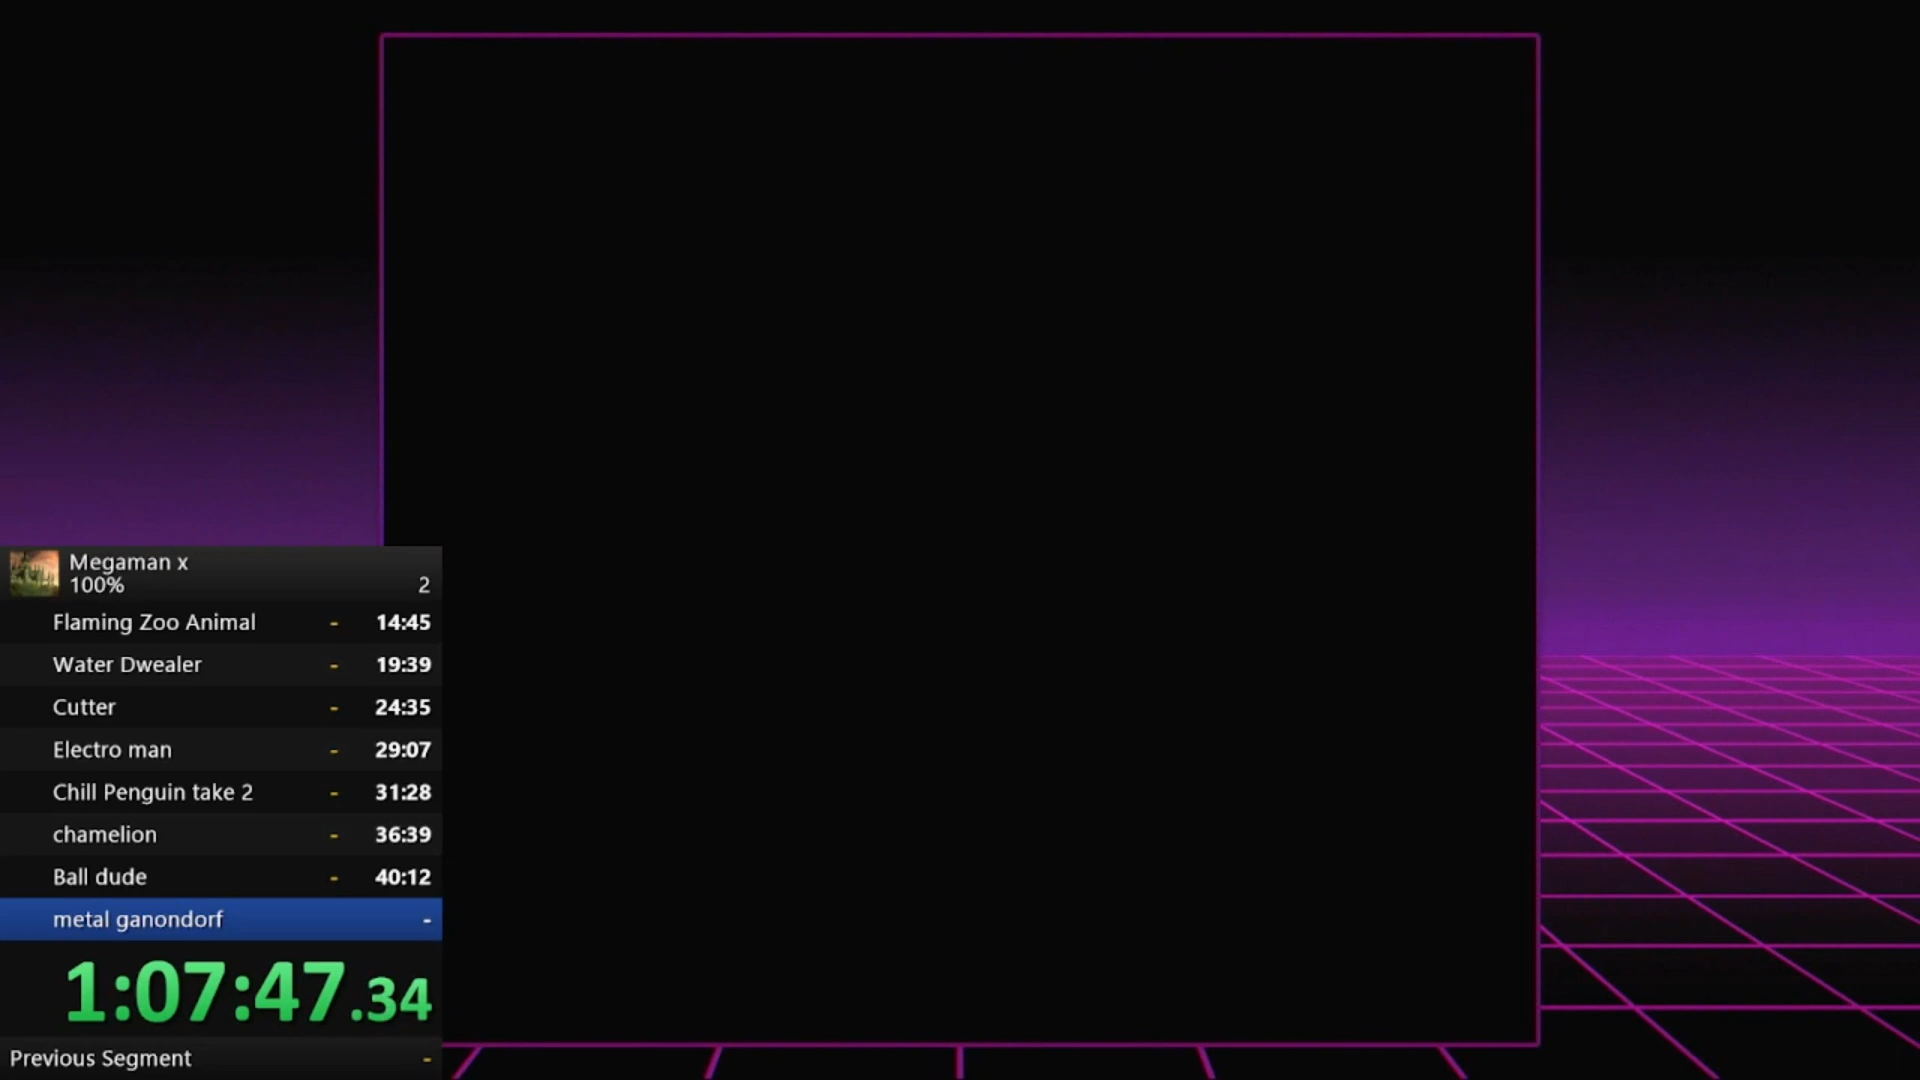 Megaman x
100% 2
Flaming Zoo Animal - 14:45
Water Dwealer - 19:39
Cutter - 24:35
Electro man - 29:07
Chill Penguin take 2 - 31:28
chamelion - 36:39
Ball dude - 40:12
metal ganondorf -
1:07:47.34
Previous Segment -